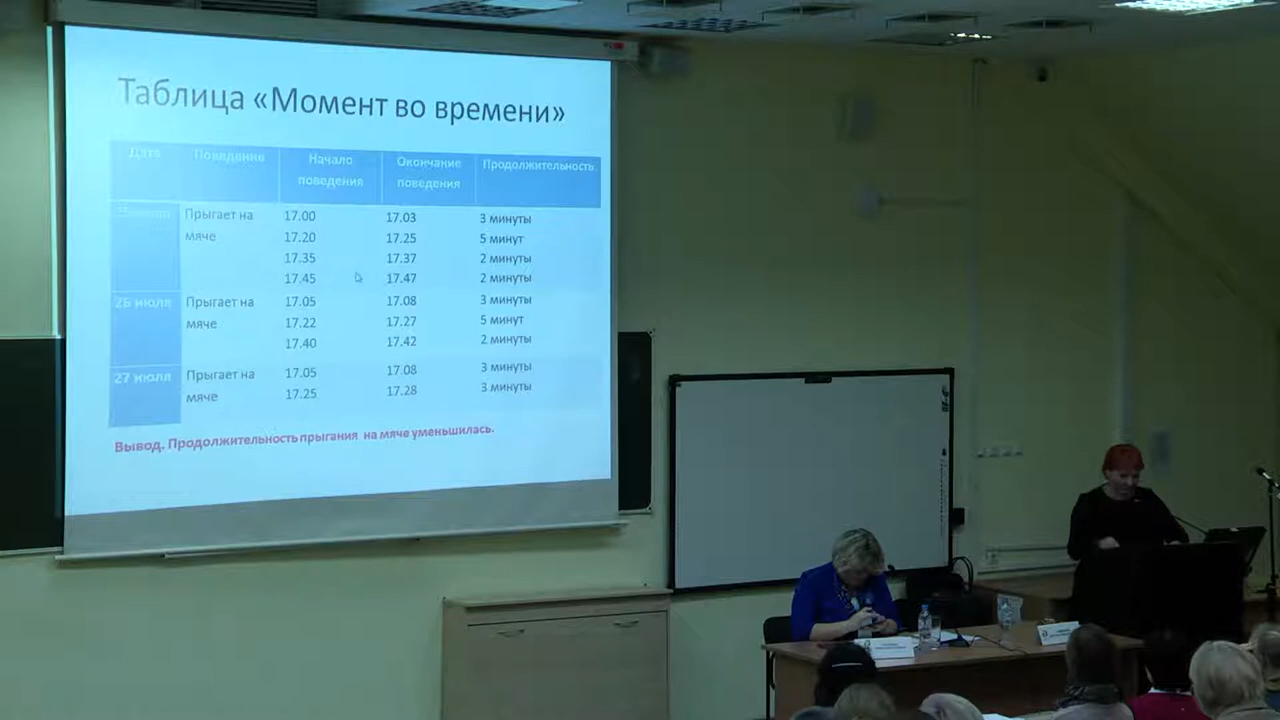 Таблица «Момент во времени»
Дата Поведение Начало поведения Окончание поведения Продолжительность
Прыгает на мяче 17.00 17.03 3 минуты
17.20 17.25 5 минут
17.35 17.37 2 минуты
17.45 17.47 2 минуты
26 июля Прыгает на мяче 17.05 17.08 3 минуты
17.22 17.27 5 минут
17.40 17.42 2 минуты
27 июля Прыгает на мяче 17.05 17.08 3 минуты
17.25 17.28 3 минуты
Вывод. Продолжительность прыгания на мяче уменьшилась.